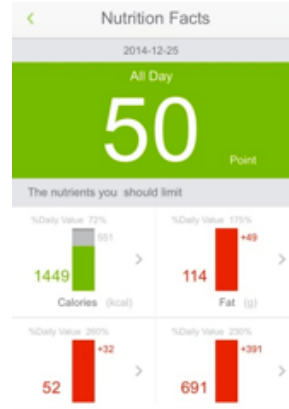 Nutrition Facts
2014-12-25
All Day
50
Point
The nutrients you should limit
%Daily Value 72%
551
1449
Calories (kcal)
%Daily Value 175%
+49
114
Fat (g)
%Daily Value 260%
+32
52
%Daily Value 230%
+391
691